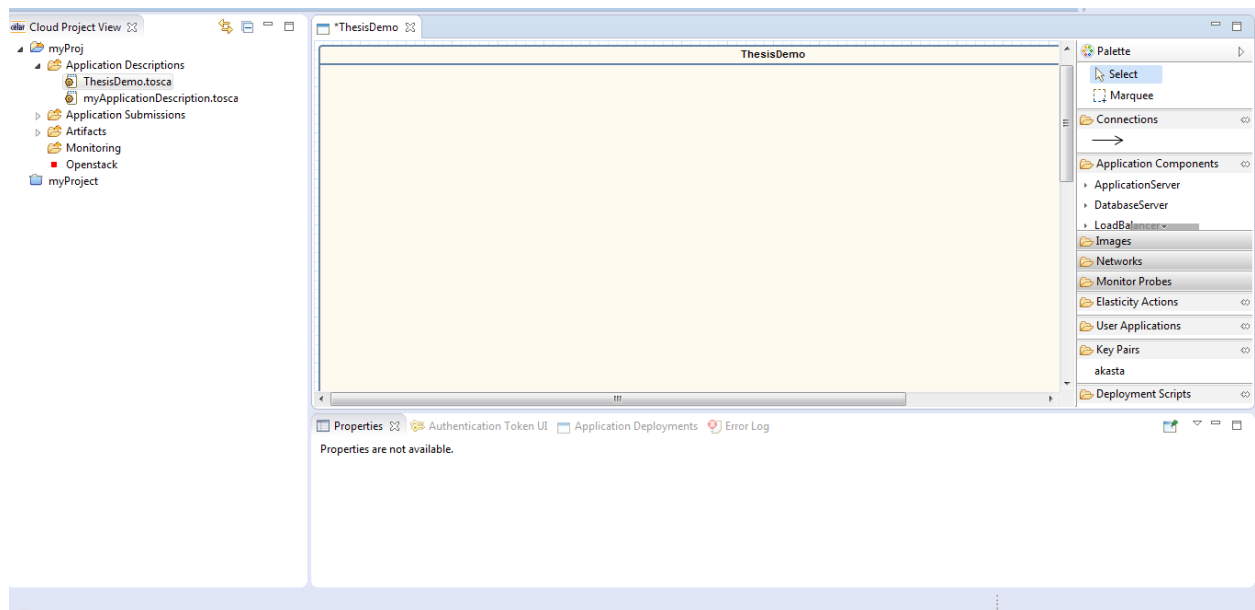 Cloud Project View
myProj
Application Descriptions
ThesisDemo.tosca
myApplicationDescription.tosca
Application Submissions
Artifacts
Monitoring
Openstack
myProject
*ThesisDemo
ThesisDemo
Palette
Select
Marquee
Connections
Application Components
ApplicationServer
DatabaseServer
LoadBalancer
Images
Networks
Monitor Probes
Elasticity Actions
User Applications
Key Pairs
akasta
Deployment Scripts
Properties Authentication Token UI Application Deployments Error Log
Properties are not available.